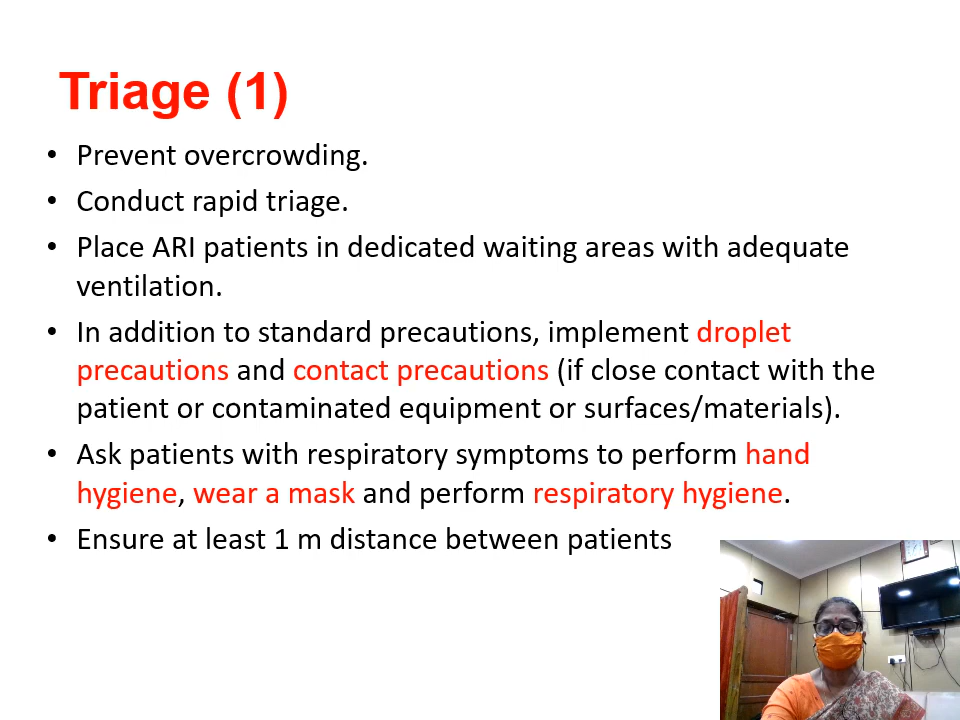 Triage (1)
• Prevent overcrowding.
• Conduct rapid triage.
• Place ARI patients in dedicated waiting areas with adequate
ventilation.
• In addition to standard precautions, implement droplet
precautions and contact precautions (if close contact with the
patient or contaminated equipment or surfaces/materials).
• Ask patients with respiratory symptoms to perform hand
hygiene, wear a mask and perform respiratory hygiene.
• Ensure at least 1 m distance between patients